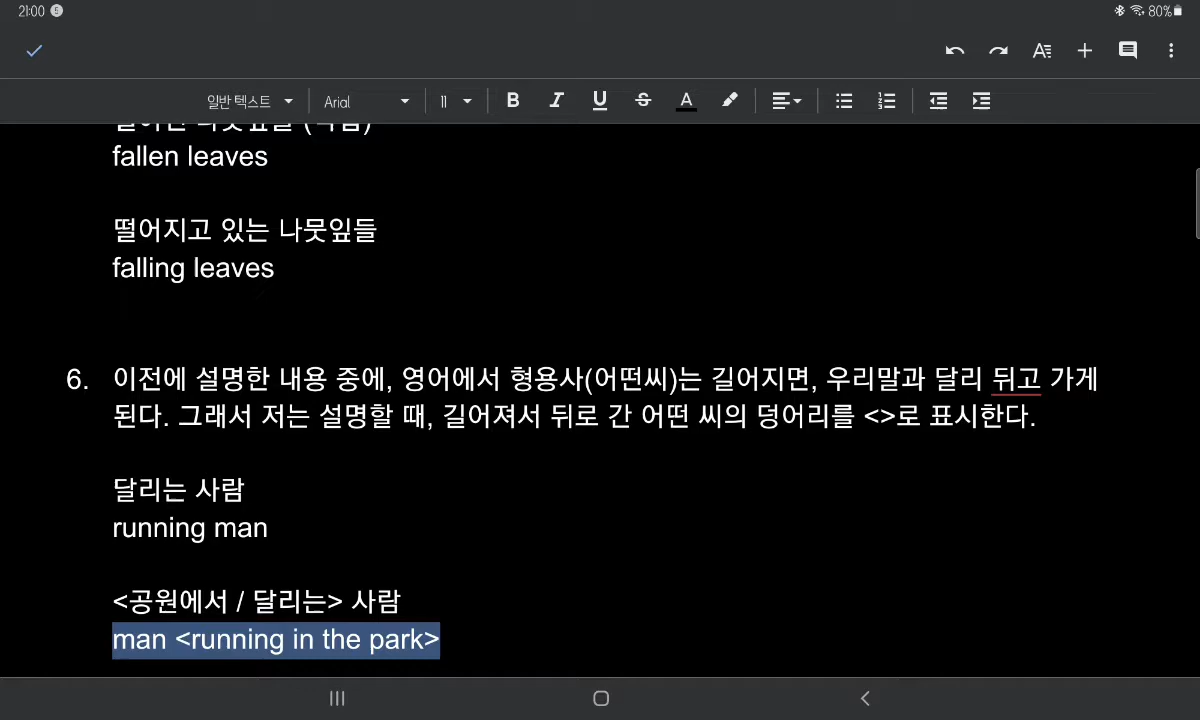 21:00
80%
일반 텍스트 Arial 11 B I U S A
fallen leaves
떨어지고 있는 나뭇잎들
falling leaves
6. 이전에 설명한 내용 중에, 영어에서 형용사(어떤씨)는 길어지면, 우리말과 달리 뒤고 가게
된다. 그래서 저는 설명할 때, 길어져서 뒤로 간 어떤 씨의 덩어리를 <>로 표시한다.
달리는 사람
running man
<공원에서 / 달리는> 사람
man <running in the park>